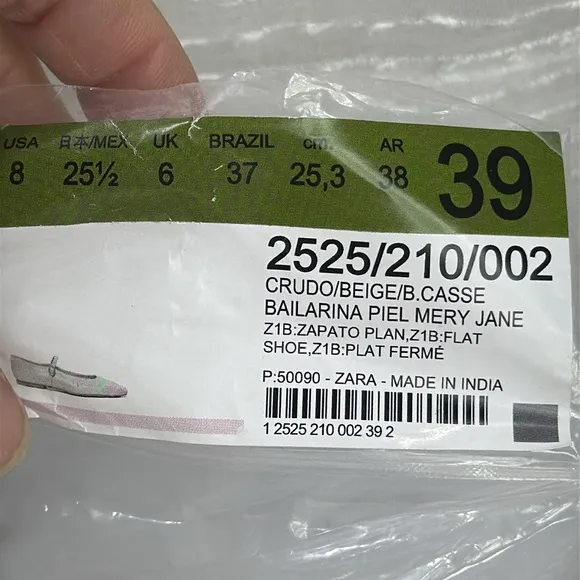 USA 日本/MEX UK BRAZIL cm. AR
8 25½ 6 37 25,3 38 39
2525/210/002
CRUDO/BEIGE/B.CASSE
BAILARINA PIEL MERY JANE
Z1B:ZAPATO PLAN,Z1B:FLAT
SHOE,Z1B:PLAT FERMÉ
P:50090 - ZARA - MADE IN INDIA
1 2525 210 002 39 2